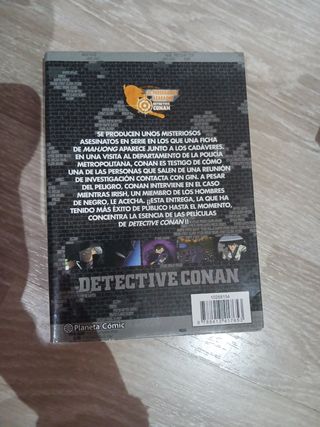 DETECTIVE
CONAN
SE PRODUCEN UNOS MISTERIOSOS
ASESINATOS EN SERIE EN LOS QUE UNA FICHA
DE MAHJONG APARECE JUNTO A LOS CADÁVERES.
EN UNA VISITA AL DEPARTAMENTO DE LA POLICÍA
METROPOLITANA, CONAN ES TESTIGO DE CÓMO
UNA DE LAS PERSONAS QUE SALEN DE UNA REUNIÓN
DE INVESTIGACIÓN CONTACTA CON GIN. A PESAR
DEL PELIGRO, CONAN INTERVIENE EN EL CASO
MIENTRAS IRISH, UN MIEMBRO DE LOS HOMBRES
DE NEGRO, LE ACECHA. ¡¡ESTA ENTREGA, LA QUE HA
TENIDO MÁS ÉXITO DE PÚBLICO HASTA EL MOMENTO,
CONCENTRA LA ESENCIA DE LAS PELÍCULAS
DE DETECTIVE CONAN!!
DETECTIVE CONAN
Planeta Cómic